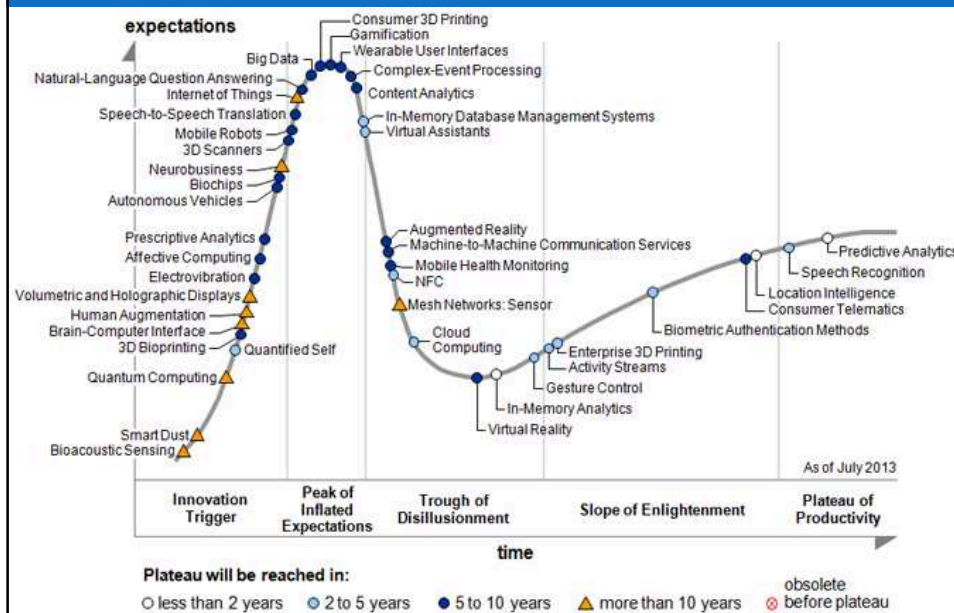 expectations
Consumer 3D Printing
Gamification
Wearable User Interfaces
Big Data
Complex-Event Processing
Natural-Language Question Answering
Content Analytics
Internet of Things
Speech-to-Speech Translation
In-Memory Database Management Systems
Mobile Robots
Virtual Assistants
3D Scanners
Neurobusiness
Biochips
Autonomous Vehicles
Augmented Reality
Prescriptive Analytics
Machine-to-Machine Communication Services
Predictive Analytics
Affective Computing
Mobile Health Monitoring
Speech Recognition
Electrovibration
NFC
Location Intelligence
Volumetric and Holographic Displays
Mesh Networks: Sensor
Consumer Telematics
Human Augmentation
Brain-Computer Interface
Biometric Authentication Methods
3D Bioprinting
Quantified Self
Cloud
Computing
Enterprise 3D Printing
Activity Streams
Quantum Computing
Gesture Control
In-Memory Analytics
Virtual Reality
Smart Dust
Bioacoustic Sensing
As of July 2013
Innovation
Trigger
Peak of
Inflated
Expectations
Trough of
Disillusionment
Slope of Enlightenment
Plateau of
Productivity
time
Plateau will be reached in:
less than 2 years
2 to 5 years
5 to 10 years
more than 10 years
obsolete
before plateau